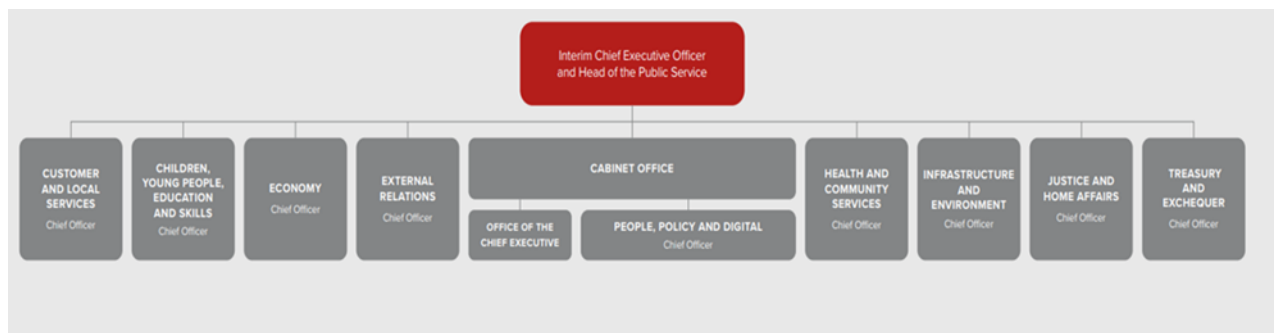 Interim Chief Executive Officer
and Head of the Public Service
CUSTOMER
AND LOCAL
SERVICES
Chief Officer
CHILDREN,
YOUNG PEOPLE,
EDUCATION
AND SKILLS
Chief Officer
ECONOMY
Chief Officer
EXTERNAL
RELATIONS
Chief Officer
CABINET OFFICE
OFFICE OF THE
CHIEF EXECUTIVE
PEOPLE, POLICY AND DIGITAL
Chief Officer
HEALTH AND
COMMUNITY
SERVICES
Chief Officer
INFRASTRUCTURE
AND
ENVIRONMENT
Chief Officer
JUSTICE AND
HOME AFFAIRS
Chief Officer
TREASURY
AND
EXCHEQUER
Chief Officer